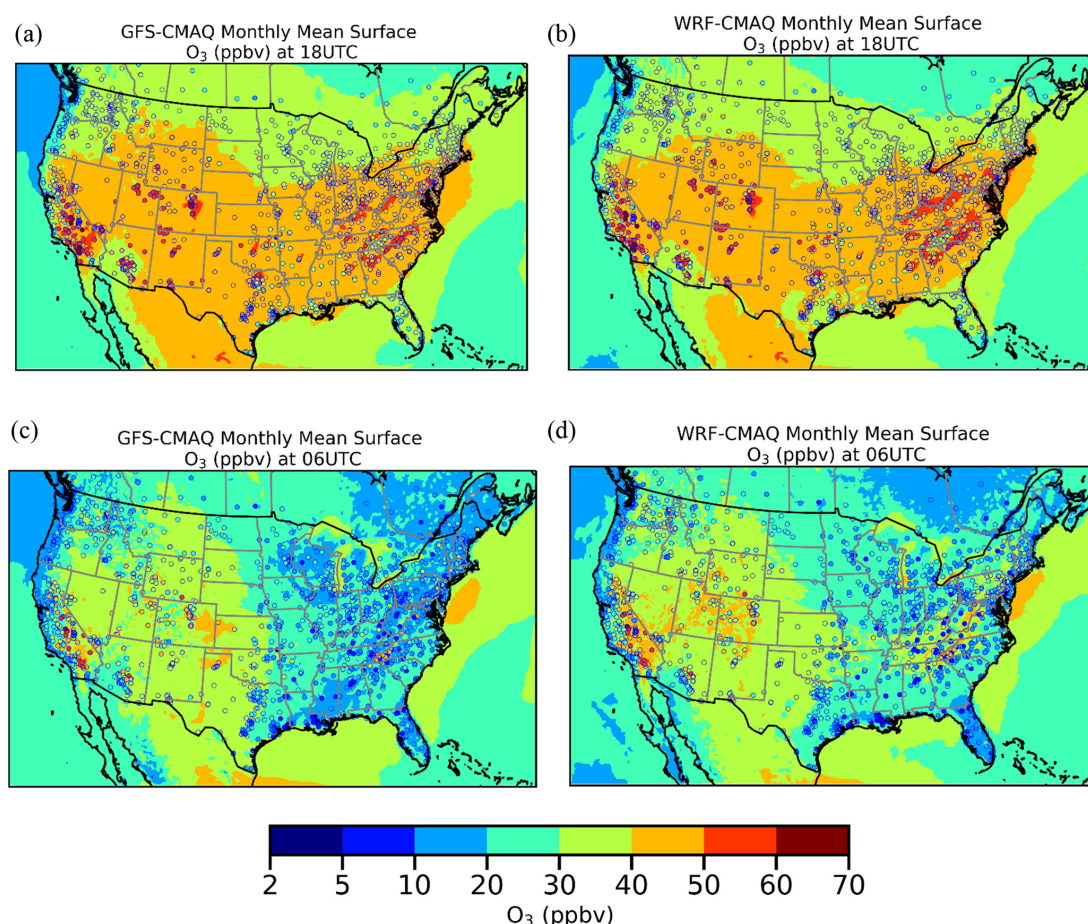 (a)
GFS-CMAQ Monthly Mean Surface
O₃ (ppbv) at 18UTC
(b)
WRF-CMAQ Monthly Mean Surface
O₃ (ppbv) at 18UTC
(c)
GFS-CMAQ Monthly Mean Surface
O₃ (ppbv) at 06UTC
(d)
WRF-CMAQ Monthly Mean Surface
O₃ (ppbv) at 06UTC
2 5 10 20 30 40 50 60 70
O₃ (ppbv)